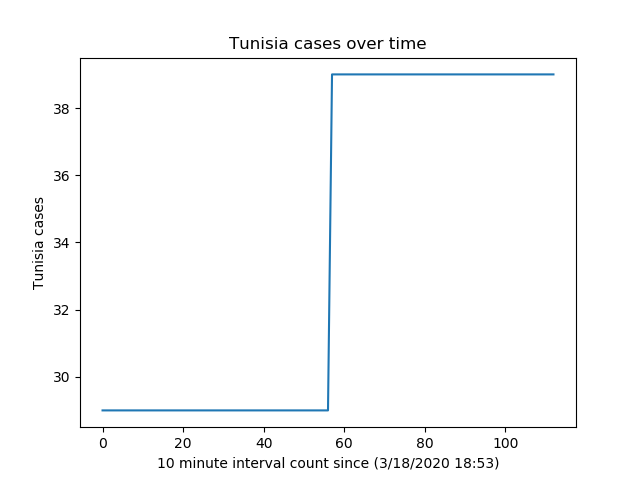 Tunisia cases over time
38
36
34
32
30
Tunisia cases
0 20 40 60 80 100
10 minute interval count since (3/18/2020 18:53)